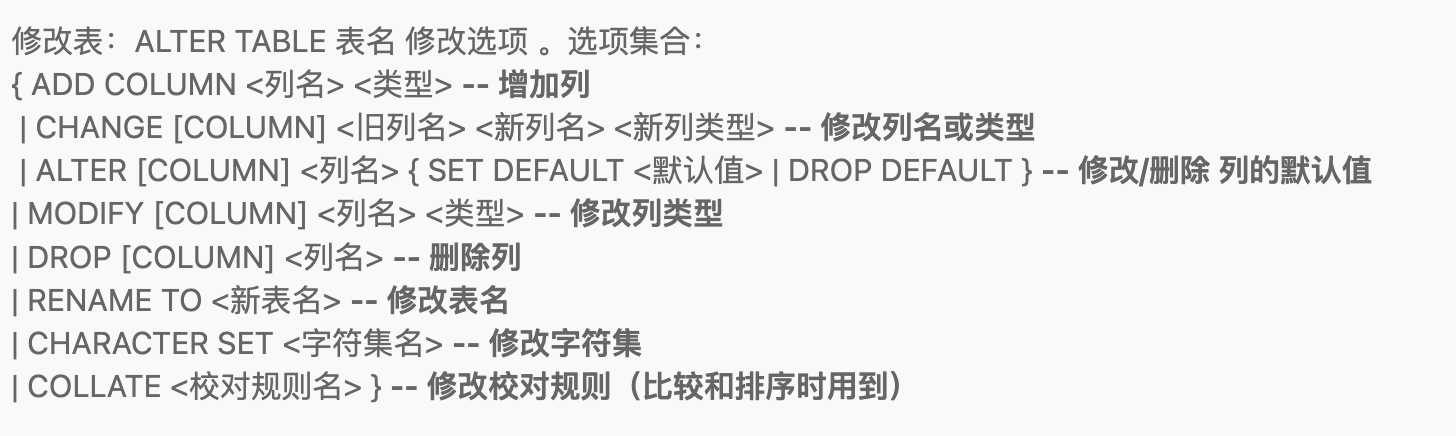 修改表：ALTER TABLE 表名 修改选项 。选项集合：
{ ADD COLUMN <列名> <类型> -- 增加列
| CHANGE [COLUMN] <旧列名> <新列名> <新列类型> -- 修改列名或类型
| ALTER [COLUMN] <列名> { SET DEFAULT <默认值> | DROP DEFAULT } -- 修改/删除 列的默认值
| MODIFY [COLUMN] <列名> <类型> -- 修改列类型
| DROP [COLUMN] <列名> -- 删除列
| RENAME TO <新表名> -- 修改表名
| CHARACTER SET <字符集名> -- 修改字符集
| COLLATE <校对规则名> } -- 修改校对规则（比较和排序时用到）